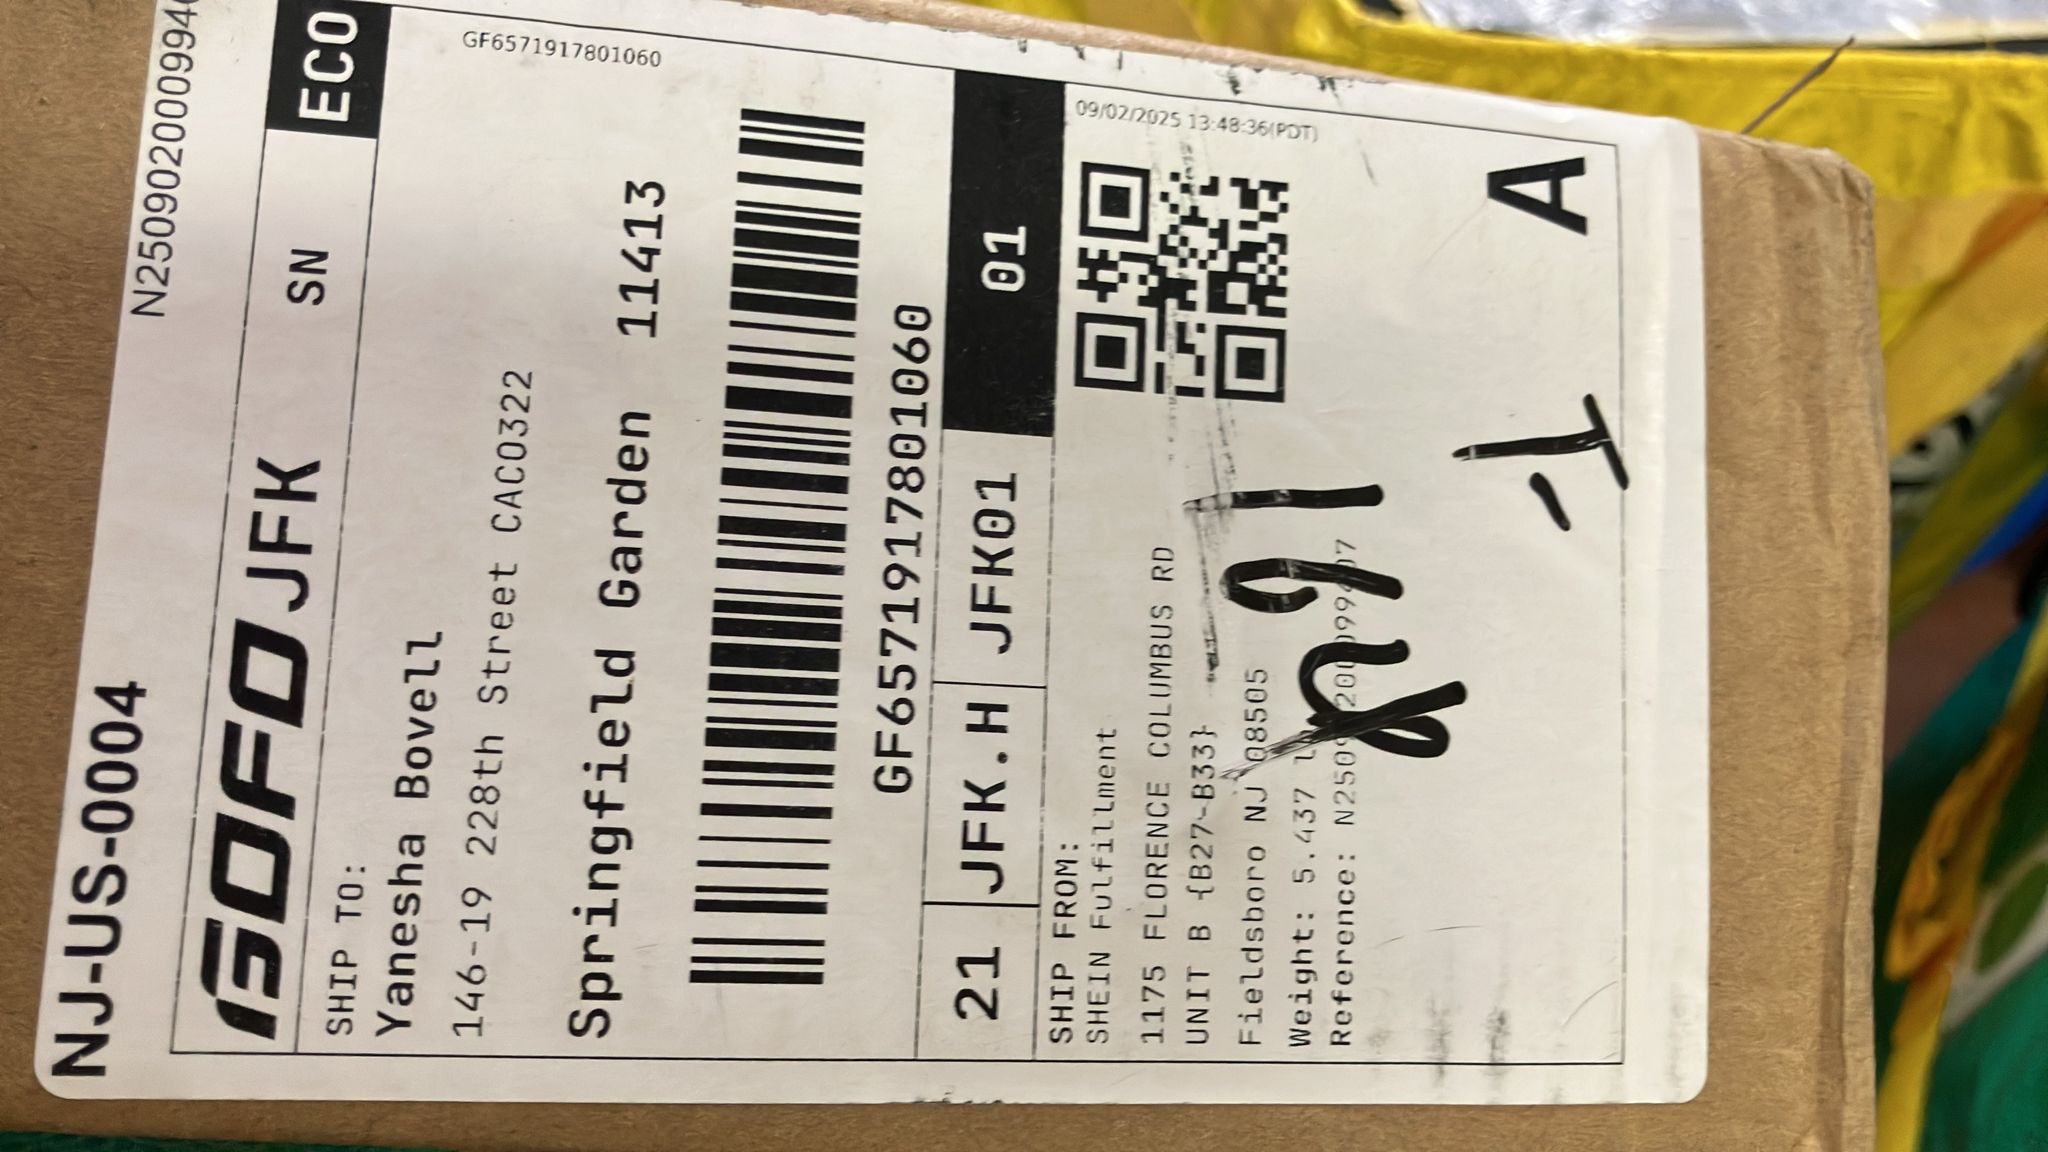 NJ-US-0004
GOFO JFK SN ECO
SHIP TO:
GF6571917801060
Yanesha Bovell
146-19 228th Street CAC0322
Springfield Garden 11413
GF6571917801060
21 JFK.H JFK01 01
SHIP FROM:
09/02/2025 13:48:36(PDT)
SHEIN Fulfillment
1175 FLORENCE COLUMBUS RD
UNIT B {B27-B33}
Fieldsboro NJ 08505
Weight: 5.437
Reference:
A